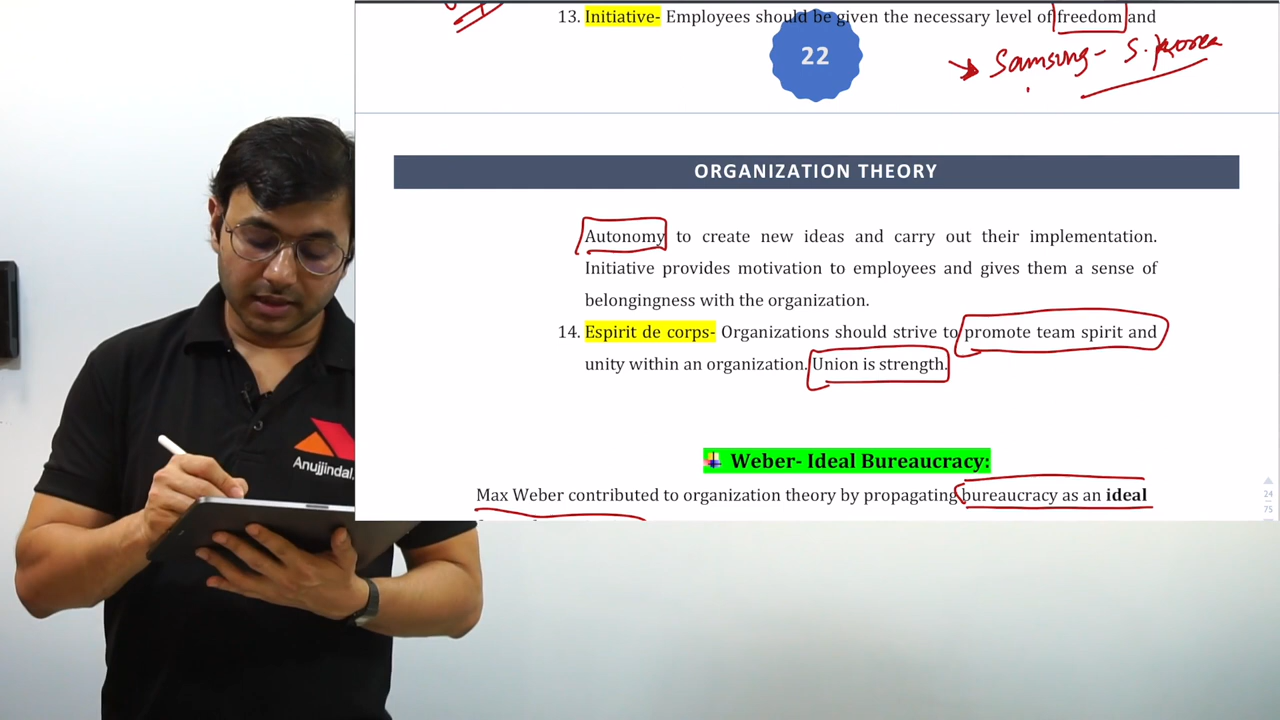 13. Initiative- Employees should be given the necessary level of freedom and
22
Samsung- S. Korea
ORGANIZATION THEORY
Autonomy to create new ideas and carry out their implementation.
Initiative provides motivation to employees and gives them a sense of
belongingness with the organization.
14. Espirit de corps- Organizations should strive to promote team spirit and
unity within an organization. Union is strength.
Weber- Ideal Bureaucracy:
Max Weber contributed to organization theory by propagating bureaucracy as an ideal
24
75
Anujjindal.